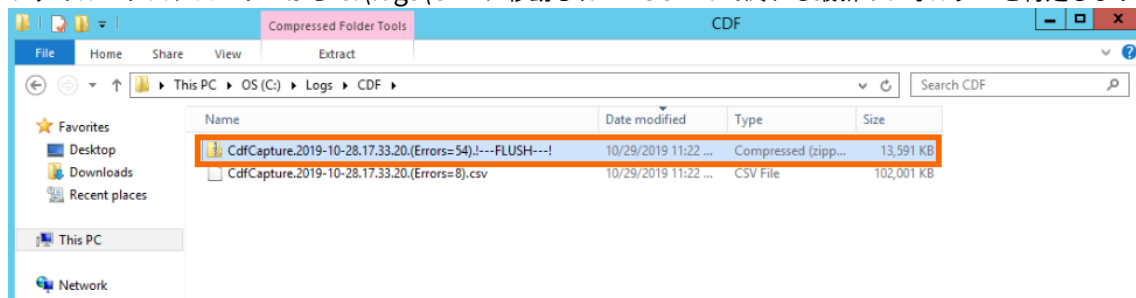 Compressed Folder Tools
CDF
File Home Share View Extract
This PC OS (C:) Logs CDF
Search CDF
Name Date modified Type Size
Favorites
Desktop
Downloads
Recent places
This PC
Network
CdfCapture.2019-10-28.17.33.20.(Errors=54).!---FLUSH---! 10/29/2019 11:22 ... Compressed (zipp... 13,591 KB
CdfCapture.2019-10-28.17.33.20.(Errors=8).csv 10/29/2019 11:22 ... CSV File 102,001 KB